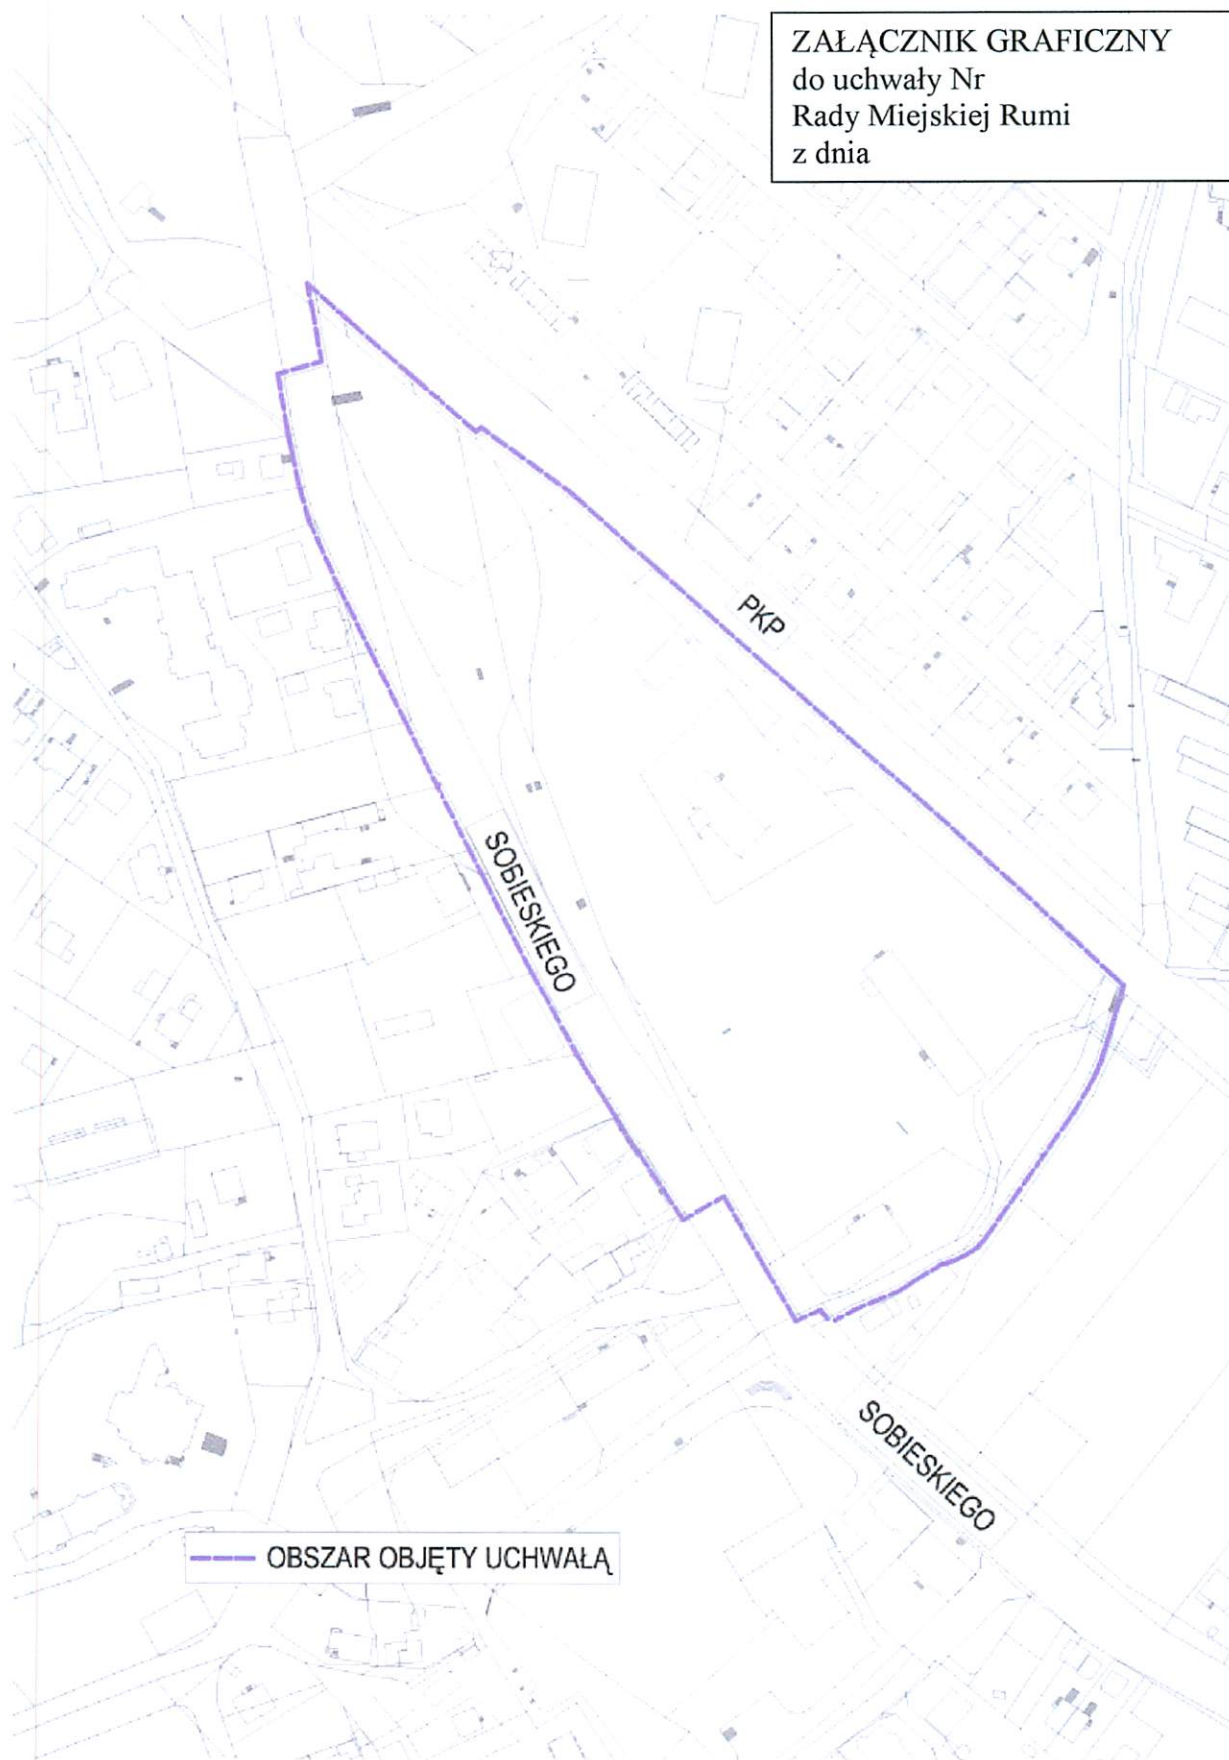 ZAŁĄCZNIK GRAFICZNY
do uchwały Nr
Rady Miejskiej Rumi
z dnia
PKP
SOBIESKIEGO
SOBIESKIEGO
OBSZAR OBJĘTY UCHWAŁĄ